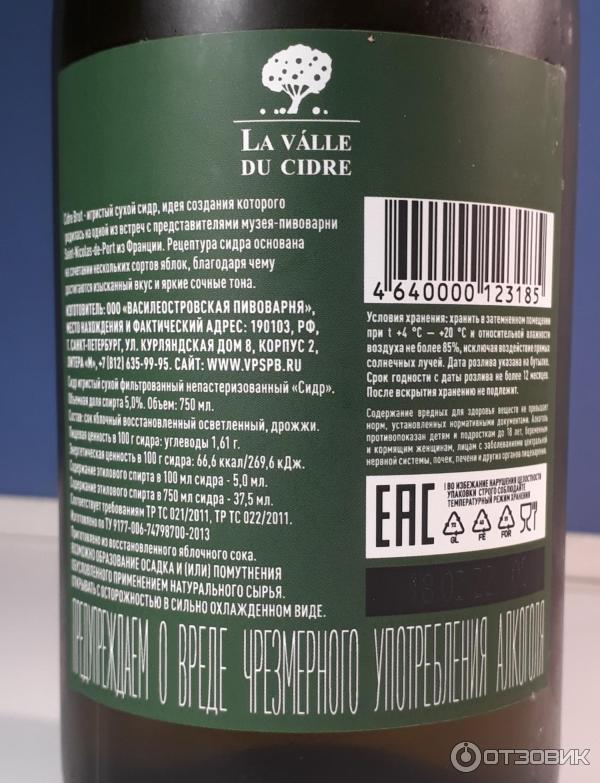 LA VÁLLE
DU CIDRE
Cidre Brut - игристый сухой сидр, идея создания которого
родилась на одной из встреч с представителями музея-пивоварни
Saint-Nicolas-de-Port из Франции. Рецептура сидра основана
на сочетании нескольких сортов яблок, благодаря чему
достигаются изысканный вкус и яркие сочные тона.
ИЗГОТОВИТЕЛЬ: ООО «ВАСИЛЕОСТРОВСКАЯ ПИВОВАРНЯ»,
МЕСТО НАХОЖДЕНИЯ И ФАКТИЧЕСКИЙ АДРЕС: 190103, РФ,
Г. САНКТ-ПЕТЕРБУРГ, УЛ. КУРЛЯНДСКАЯ ДОМ 8, КОРПУС 2,
ЛИТЕРА «М», +7 (812) 635-99-95. САЙТ: WWW.VPSPB.RU
Сидр игристый сухой фильтрованный непастеризованный «Сидр».
Объемная доля спирта 5,0%. Объем: 750 мл.
Состав: сок яблочный восстановленный осветленный, дрожжи.
Пищевая ценность в 100 г сидра: углеводы 1,61 г.
Энергетическая ценность в 100 г сидра: 66,6 ккал/269,6 кДж.
Содержание этилового спирта в 100 мл сидра - 5,0 мл.
Содержание этилового спирта в
750 мл сидра - 37,5 мл.
Соответствует требованиям ТР ТС 021/2011, ТР ТС 022/2011.
Изготовлено по ТУ 9177-006-74798700-2013
Приготовлено из восстановленного яблочного сока.
ВОЗМОЖНО ОБРАЗОВАНИЕ ОСАДКА И (ИЛИ) ПОМУТНЕНИЯ
ОБУСЛОВЛЕННОГО ПРИМЕНЕНИЕМ НАТУРАЛЬНОГО СЫРЬЯ.
ОТКРЫВАТЬ С ОСТОРОЖНОСТЬЮ В СИЛЬНО ОХЛАЖДЕННОМ ВИДЕ.
4 640000 123185
Условия хранения: хранить в затемненном помещении
при t +4 °C — +20 °C и относительной влажности
воздуха не более 85%, исключая воздействие прямых
солнечных лучей. Дата розлива указана на бутылке.
Срок годности с даты розлива не более 12 месяцев.
После вскрытия хранению не подлежит.
Содержание вредных для здоровья веществ не превышает
норм, установленных нормативными документами. Алкоголь
противопоказан детям и подросткам до 18 лет, беременным
и кормящим женщинам, лицам с заболеваниями центральной
нервной системы, почек, печени и других органов пищеварения.
EAC
ВО ИЗБЕЖАНИЕ НАРУШЕНИЯ ЦЕЛОСТНОСТИ
УПАКОВКИ СТРОГО СОБЛЮДАЙТЕ
ТЕМПЕРАТУРНЫЙ РЕЖИМ ХРАНЕНИЯ
GL FE FOR
ПРЕДУПРЕЖДАЕМ О ВРЕДЕ ЧРЕЗМЕРНОГО УПОТРЕБЛЕНИЯ АЛКОГОЛЯ
ОТЗОВИК